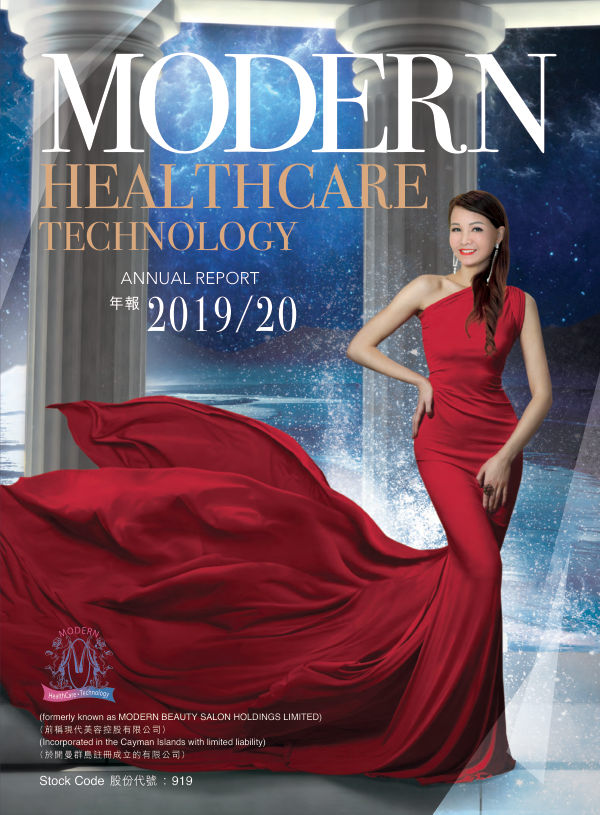 MODERN
HEALTHCARE
TECHNOLOGY
ANNUAL REPORT
年報 2019/20
MODERN
HealthCare • Technology
(formerly known as MODERN BEAUTY SALON HOLDINGS LIMITED)
(前稱現代美容控股有限公司)
(Incorporated in the Cayman Islands with limited liability)
(於開曼群島註冊成立的有限公司)
Stock Code 股份代號 : 919